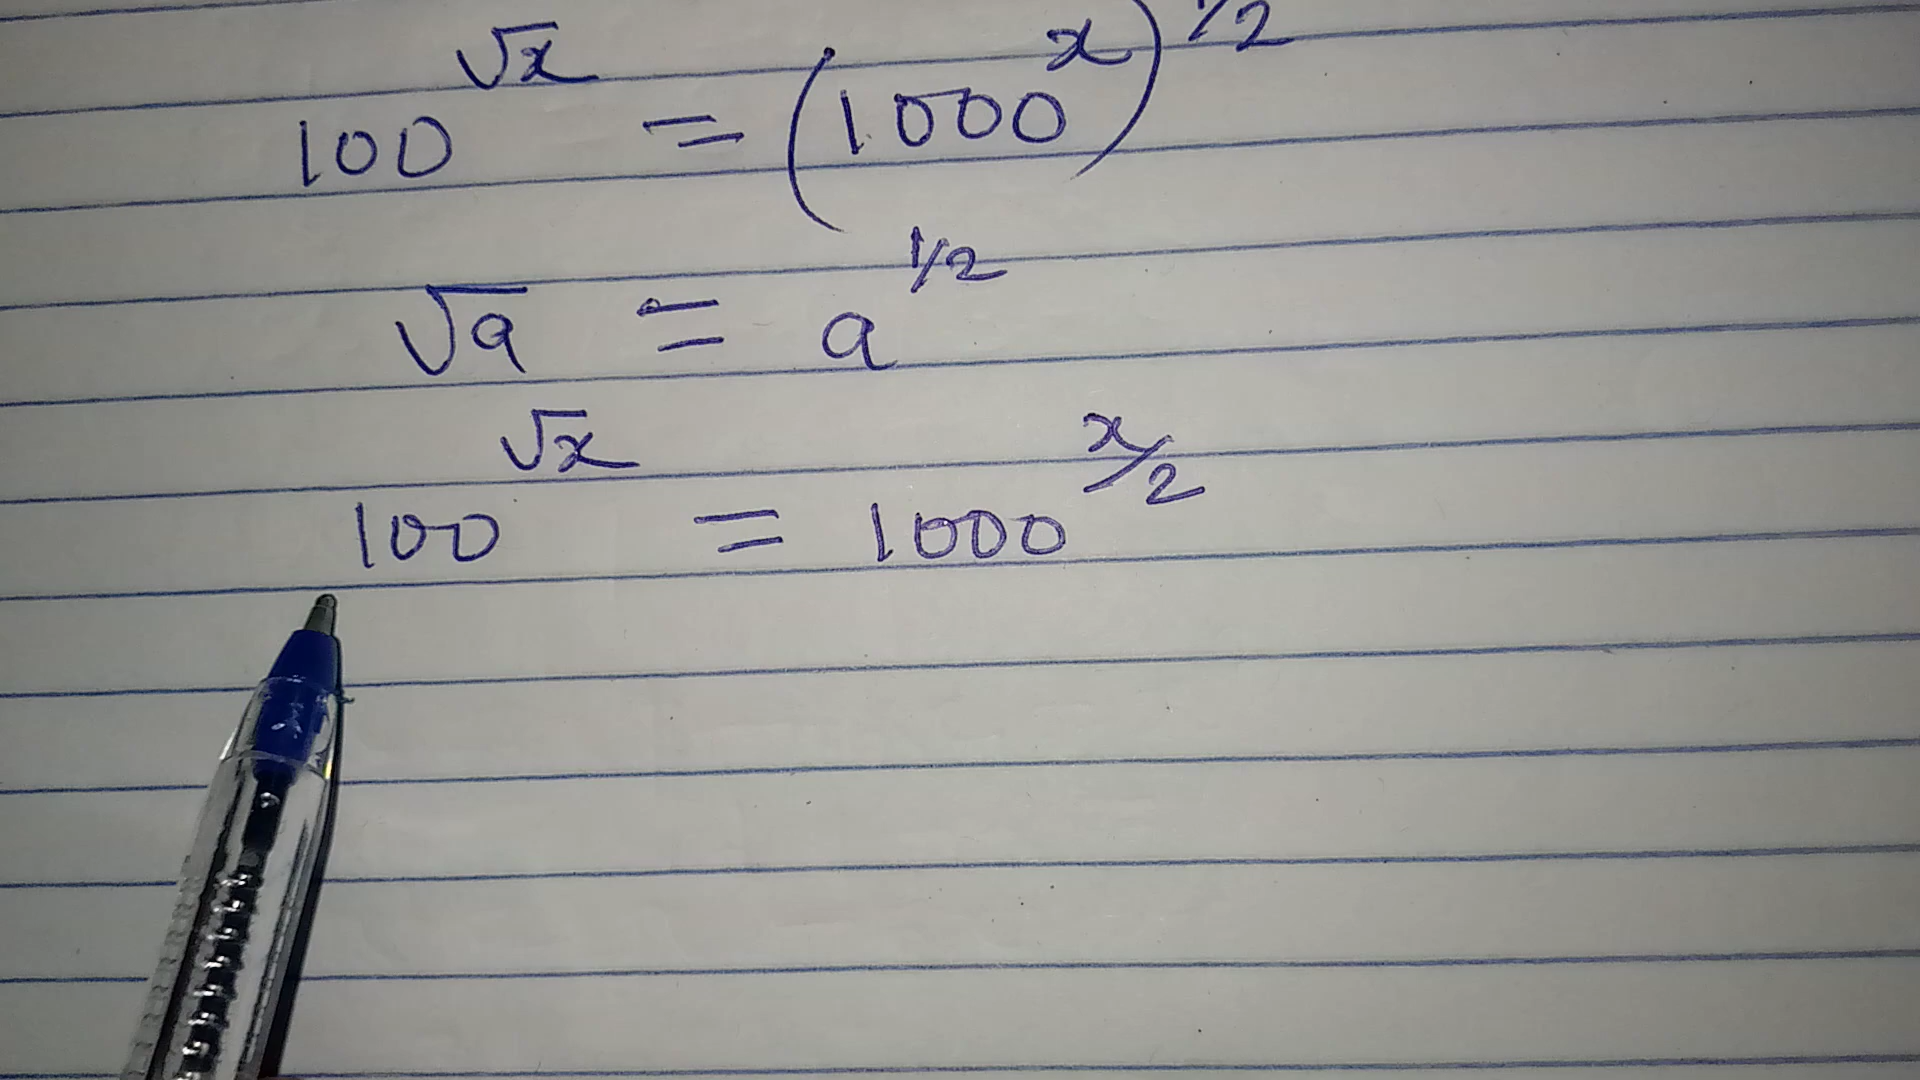 100^√x = (1000^x)^1/2
√a = a^1/2
100^√x = 1000^x/2